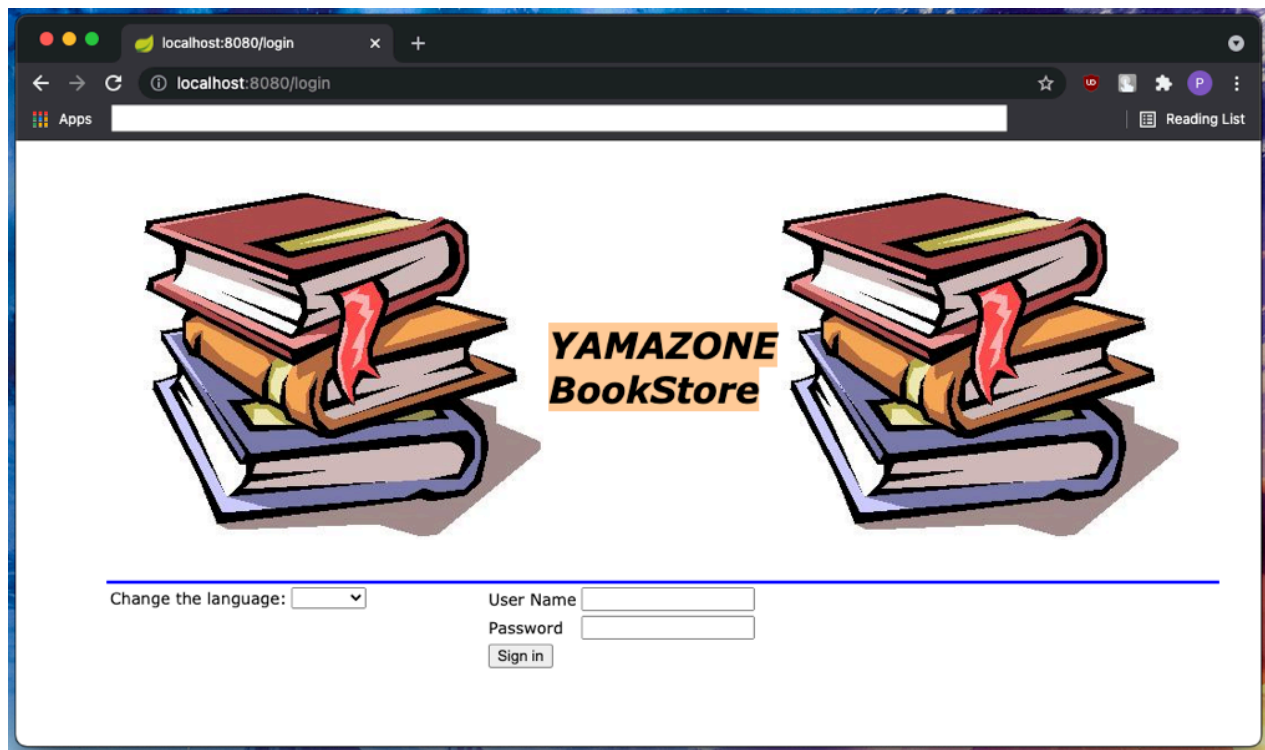 localhost:8080/login
localhost:8080/login
UD
P
Apps
Reading List
YAMAZONE
BookStore
Change the language:
User Name
Password
Sign in